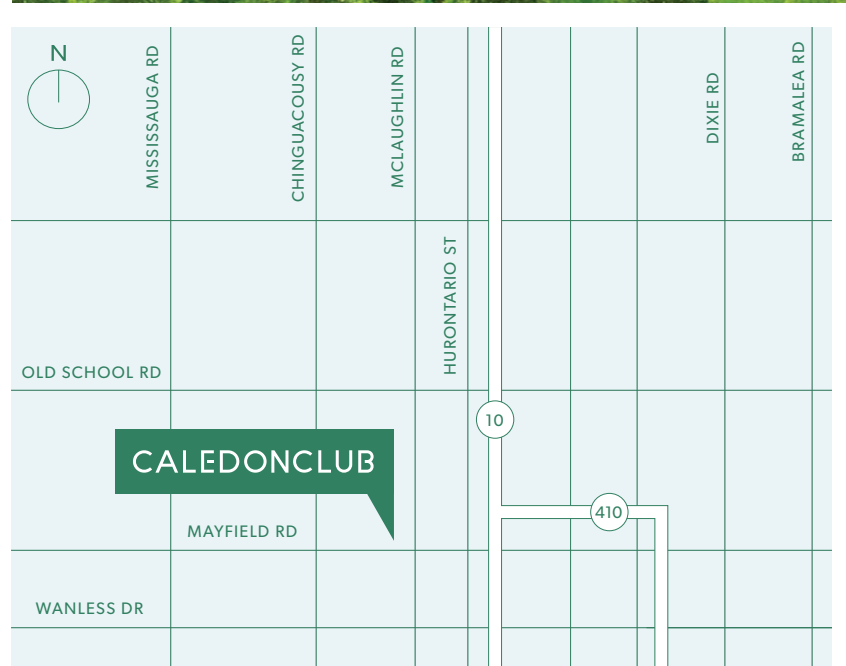 N
MISSISSAUGA RD
CHINGUACOUSY RD
MCLAUGHLIN RD
DIXIE RD
BRAMALEA RD
HURONTARIO ST
OLD SCHOOL RD
10
CALEDONCLUB
410
MAYFIELD RD
WANLESS DR